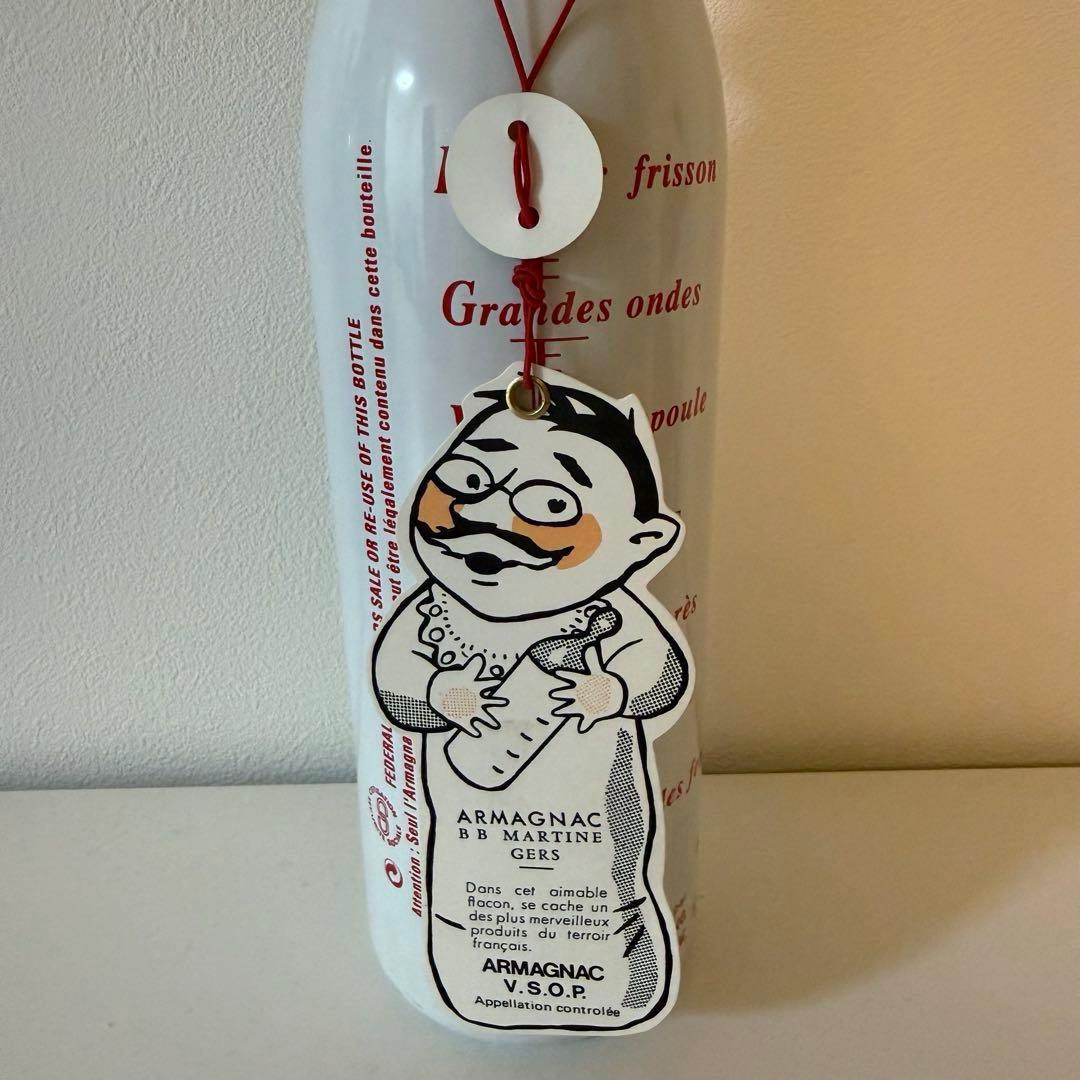 frisson
Grandes ondes
poule
SALE OR RE-USE OF THIS BOTTLE
être légalement contenu dans cette bouteille.
FEDERAL
Attention : Seul l'Armagna
ARMAGNAC
BB MARTINE
GERS
Dans cet aimable
flacon, se cache un
des plus merveilleux
produits du terroir
français.
ARMAGNAC
V.S.O.P.
Appellation controlée